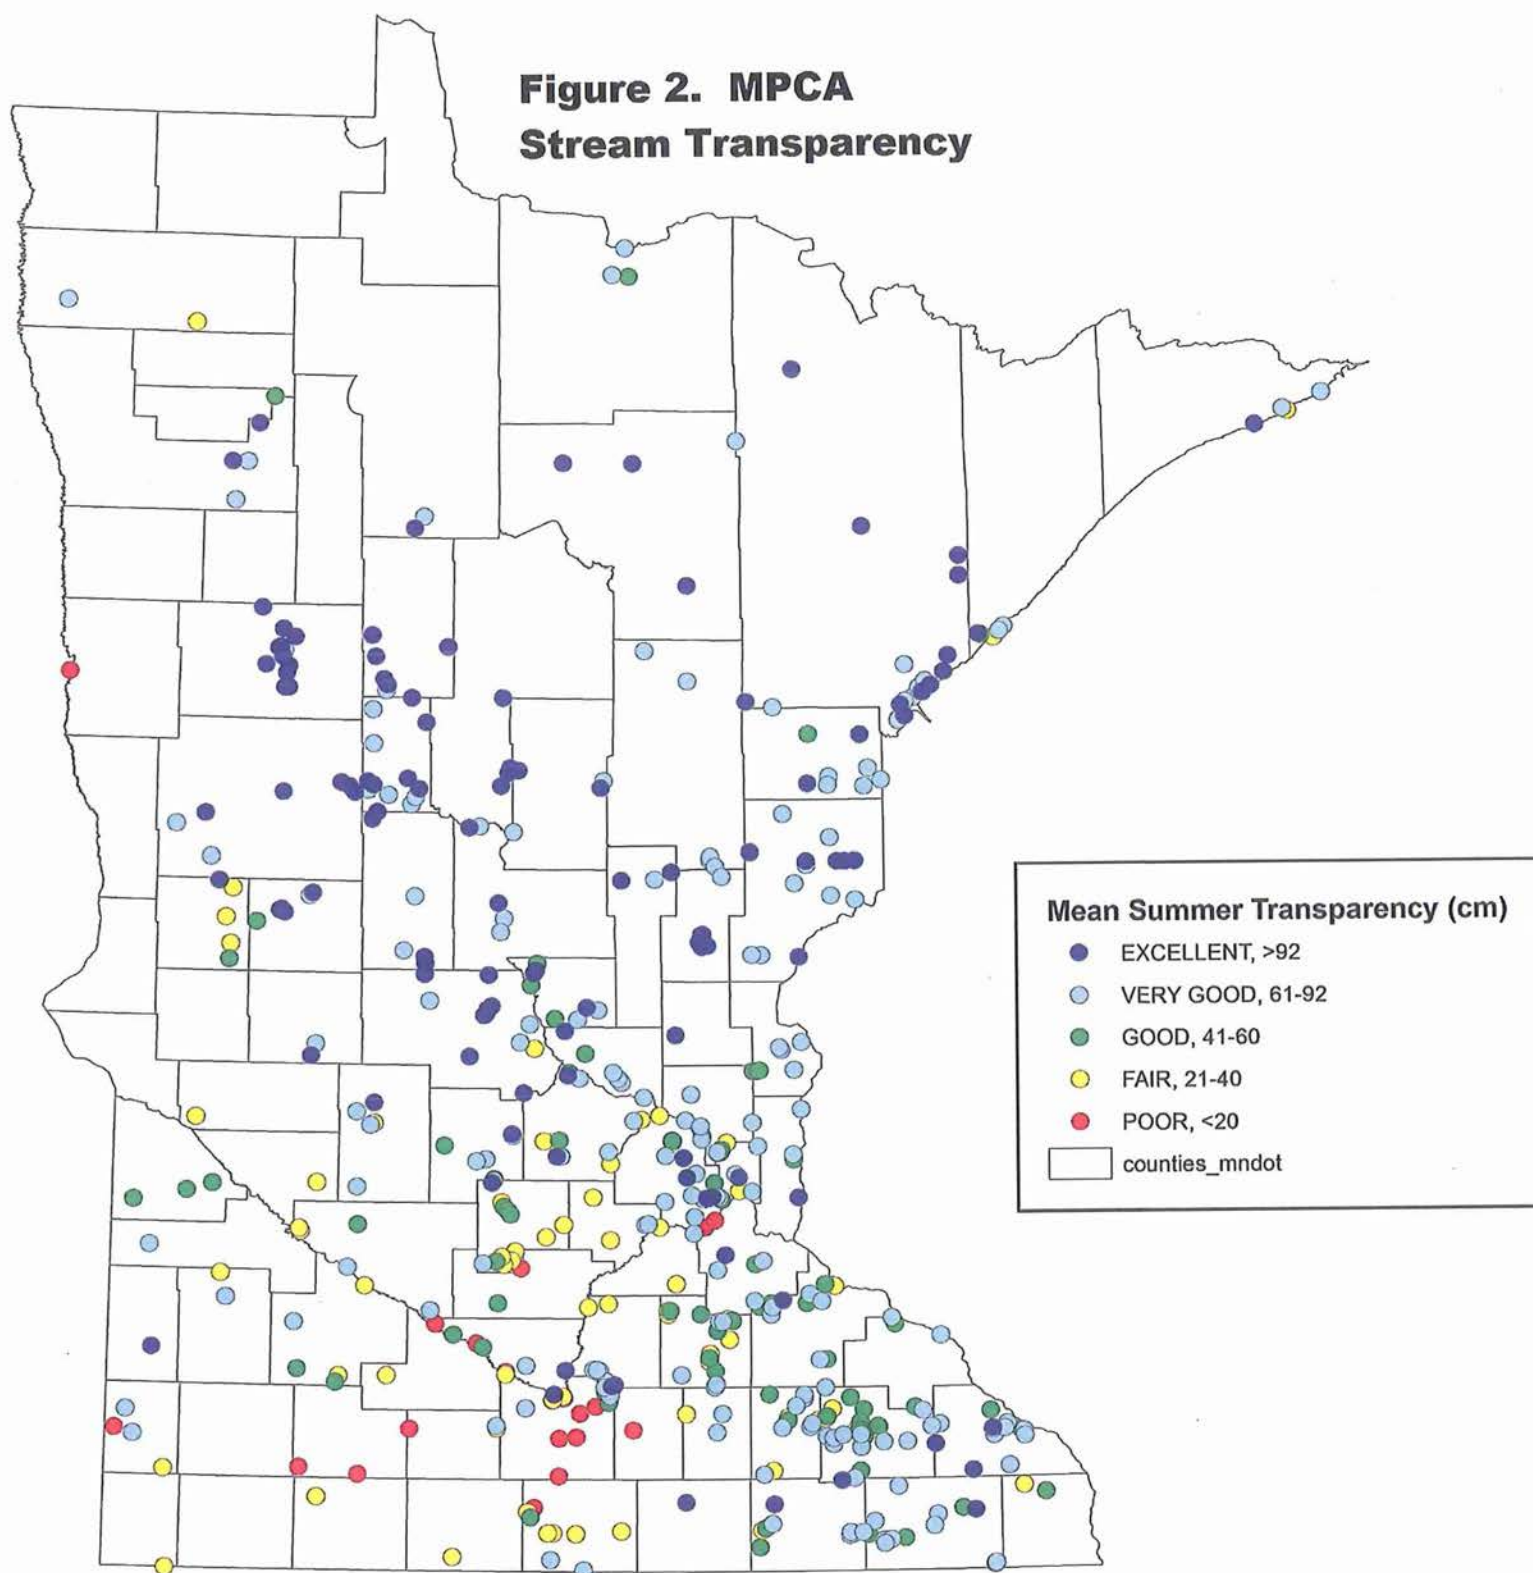 Figure 2. MPCA
Stream Transparency
Mean Summer Transparency (cm)
EXCELLENT, >92
VERY GOOD, 61-92
GOOD, 41-60
FAIR, 21-40
POOR, <20
counties_mndot